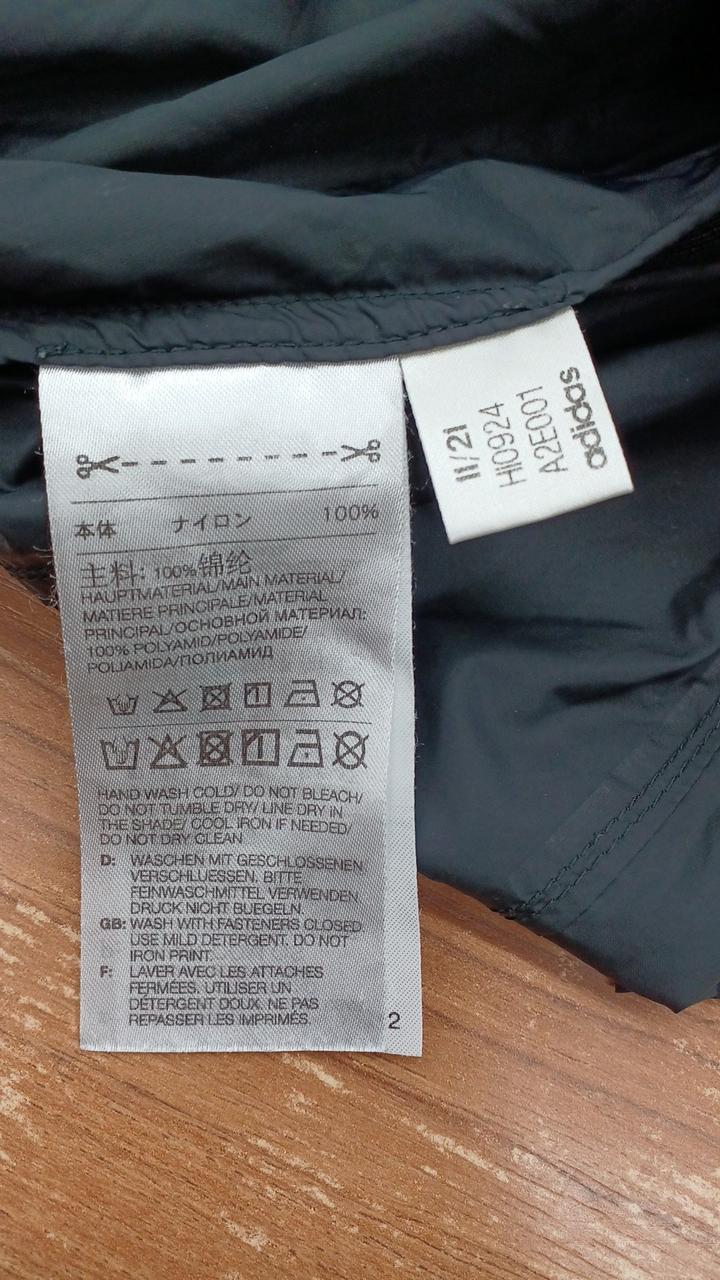 本体 ナイロン 100%
主料: 100%锦纶
HAUPTMATERIAL/MAIN MATERIAL/
MATIERE PRINCIPALE/MATERIAL
PRINCIPAL/ОСНОВНОЙ МАТЕРИАЛ:
100% POLYAMID/POLYAMIDE/
POLIAMIDA/ПОЛИАМИД
HAND WASH COLD/ DO NOT BLEACH/
DO NOT TUMBLE DRY/ LINE DRY IN
THE SHADE/ COOL IRON IF NEEDED/
DO NOT DRY CLEAN
D: WASCHEN MIT GESCHLOSSENEN
VERSCHLUESSEN. BITTE
FEINWASCHMITTEL VERWENDEN.
DRUCK NICHT BUEGELN.
GB: WASH WITH FASTENERS CLOSED.
USE MILD DETERGENT. DO NOT
IRON PRINT.
F: LAVER AVEC LES ATTACHES
FERMÉES. UTILISER UN
DÉTERGENT DOUX. NE PAS
REPASSER LES IMPRIMÉS.
2
11/21
HI0924
A2E001
adidas